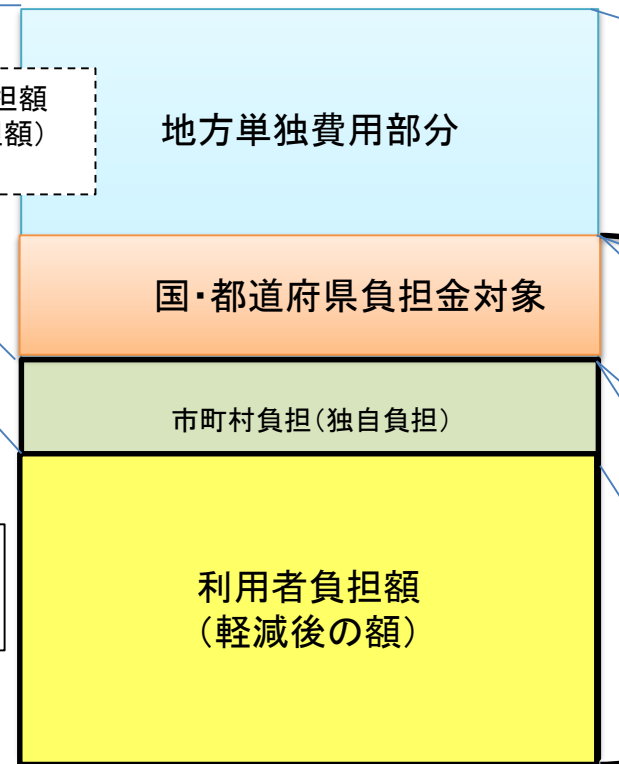 担額
額)
地方単独費用部分
国・都道府県負担金対象
市町村負担(独自負担)
利用者負担額
(軽減後の額)